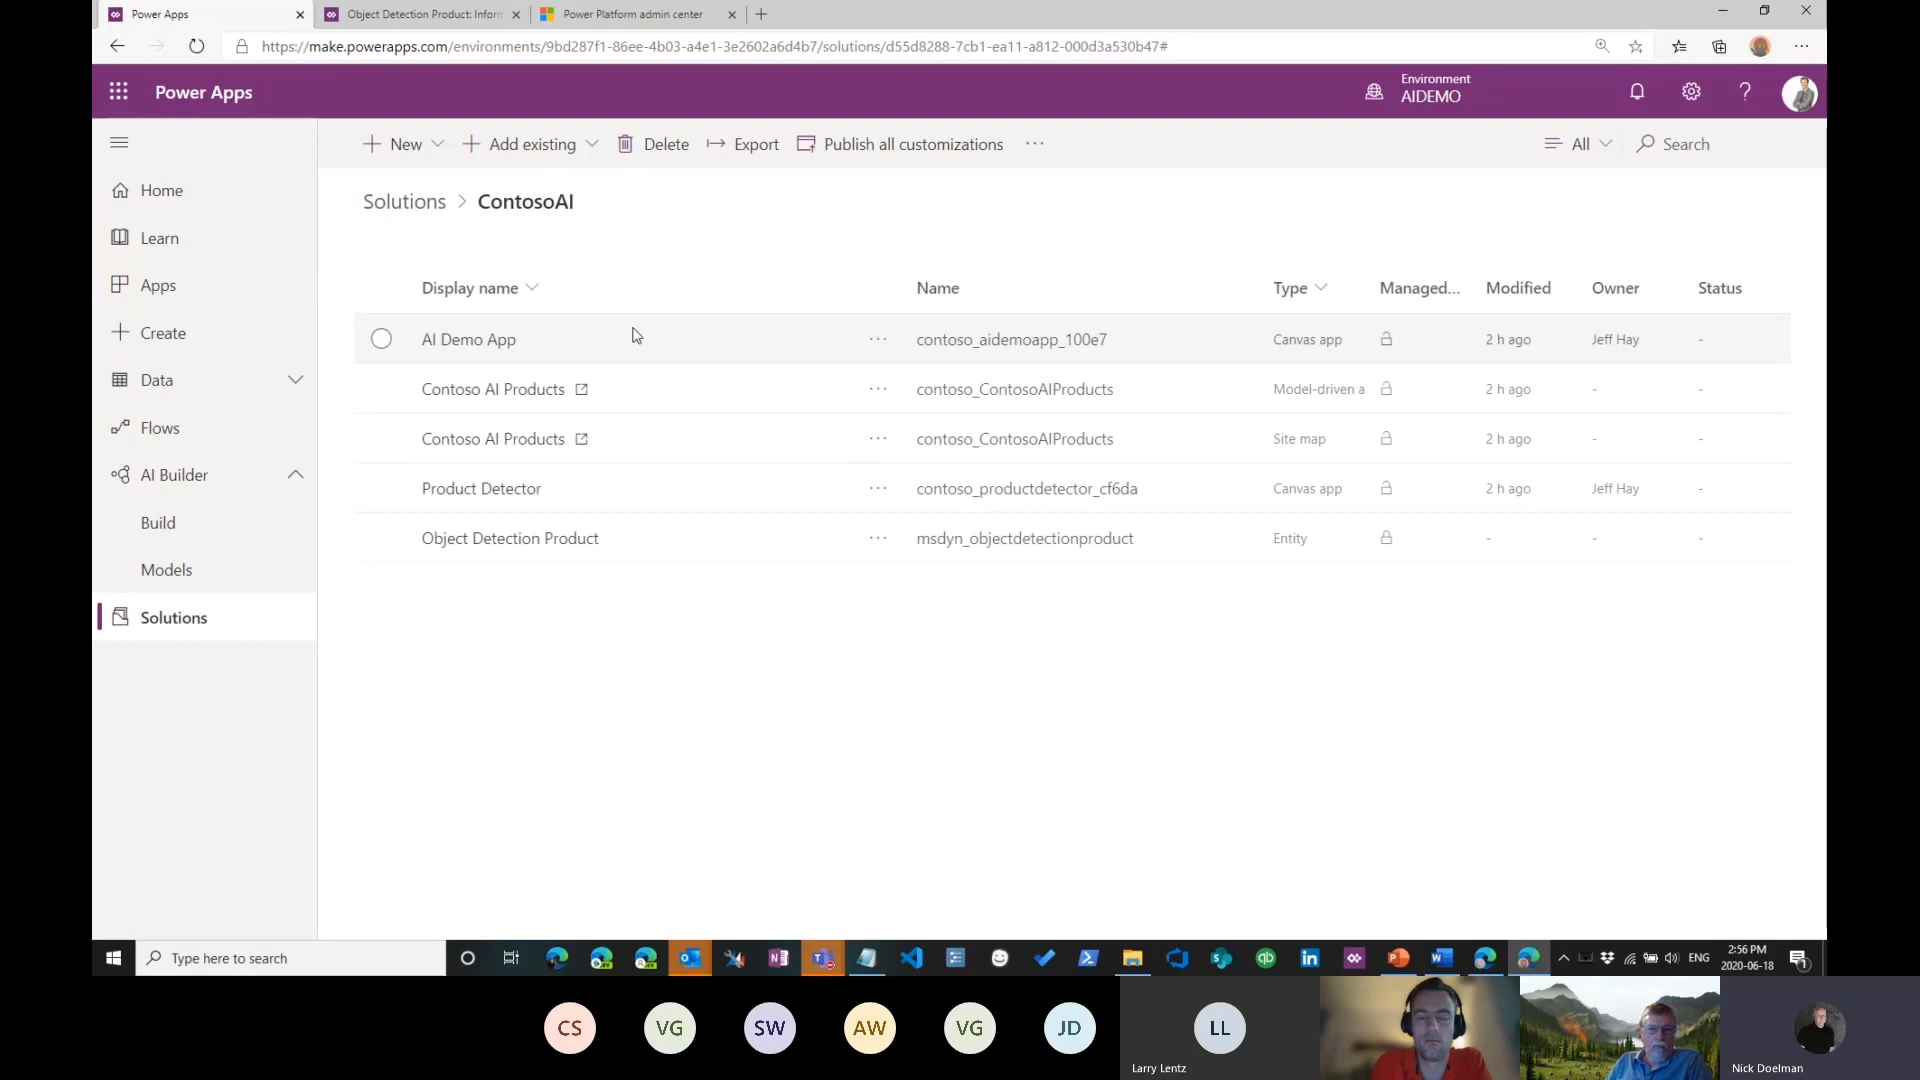 Power Apps
Object Detection Product: Inforn
Power Platform admin center
https://make.powerapps.com/environments/9bd287f1-86ee-4b03-a4e1-3e2602a6d4b7/solutions/d55d8288-7cb1-ea11-a812-000d3a530b47#
Power Apps
Environment
AIDEMO
New
Add existing
Delete
Export
Publish all customizations
All
Search
Home
Learn
Apps
Create
Data
Flows
AI Builder
Build
Models
Solutions
Solutions > ContosoAI
Display name Name Type Managed... Modified Owner Status
AI Demo App ... contoso_aidemoapp_100e7 Canvas app 2 h ago Jeff Hay -
Contoso AI Products ... contoso_ContosoAIProducts Model-driven a 2 h ago - -
Contoso AI Products ... contoso_ContosoAIProducts Site map 2 h ago - -
Product Detector ... contoso_productdetector_cf6da Canvas app 2 h ago Jeff Hay -
Object Detection Product ... msdyn_objectdetectionproduct Entity - - -
Type here to search
ENG
2:56 PM
2020-06-18
CS
VG
SW
AW
VG
JD
LL
Larry Lentz
Nick Doelman